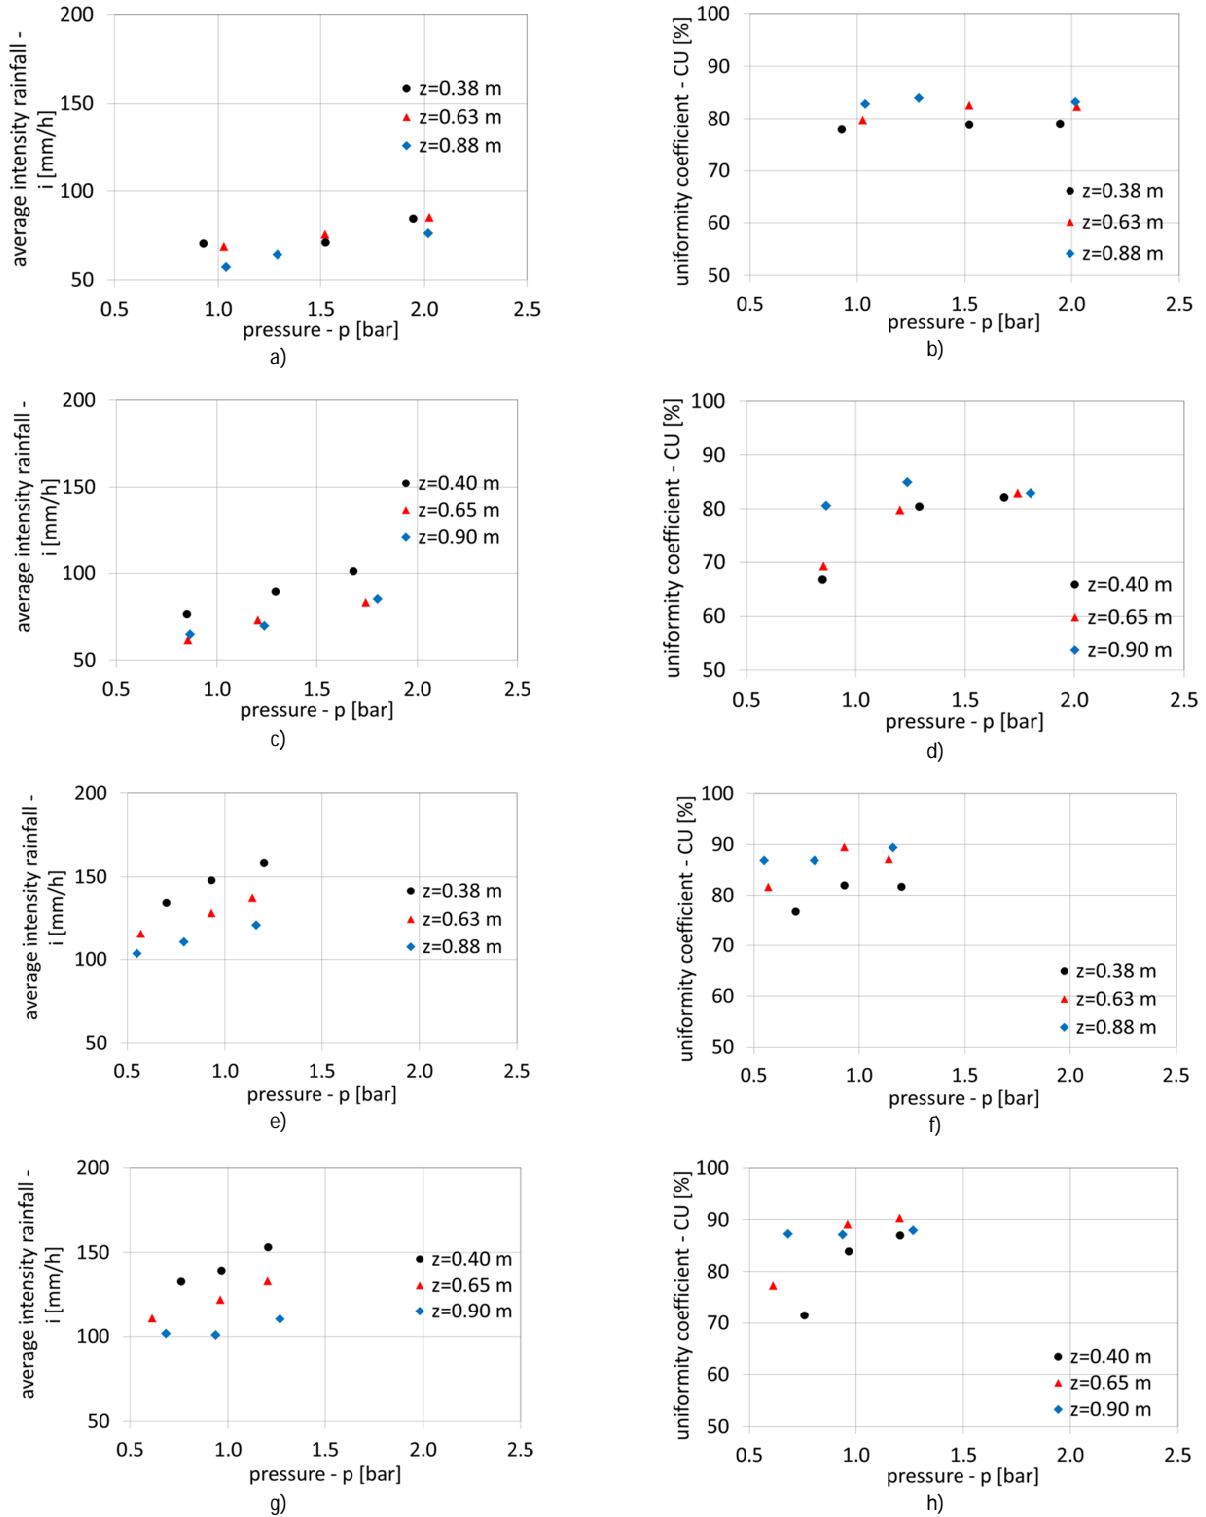 average intensity rainfall -
i [mm/h]
200
150
100
50
0.5 1.0 1.5 2.0 2.5
z=0.38 m
z=0.63 m
z=0.88 m
pressure - p [bar]
a)
uniformity coefficient - CU [%]
100
90
80
70
60
50
0.5 1.0 1.5 2.0 2.5
z=0.38 m
z=0.63 m
z=0.88 m
pressure - p [bar]
b)
average intensity rainfall -
i [mm/h]
200
150
100
50
0.5 1.0 1.5 2.0 2.5
z=0.40 m
z=0.65 m
z=0.90 m
pressure - p [bar]
c)
uniformity coefficient - CU [%]
100
90
80
70
60
50
0.5 1.0 1.5 2.0 2.5
z=0.40 m
z=0.65 m
z=0.90 m
pressure - p [bar]
d)
average intensity rainfall -
i [mm/h]
200
150
100
50
0.5 1.0 1.5 2.0 2.5
z=0.38 m
z=0.63 m
z=0.88 m
pressure - p [bar]
e)
uniformity coefficient - CU [%]
100
90
80
70
60
50
0.5 1.0 1.5 2.0 2.5
z=0.38 m
z=0.63 m
z=0.88 m
pressure - p [bar]
f)
average intensity rainfall -
i [mm/h]
200
150
100
50
0.5 1.0 1.5 2.0 2.5
z=0.40 m
z=0.65 m
z=0.90 m
pressure - p [bar]
g)
uniformity coefficient - CU [%]
100
90
80
70
60
50
0.5 1.0 1.5 2.0 2.5
z=0.40 m
z=0.65 m
z=0.90 m
pressure - p [bar]
h)